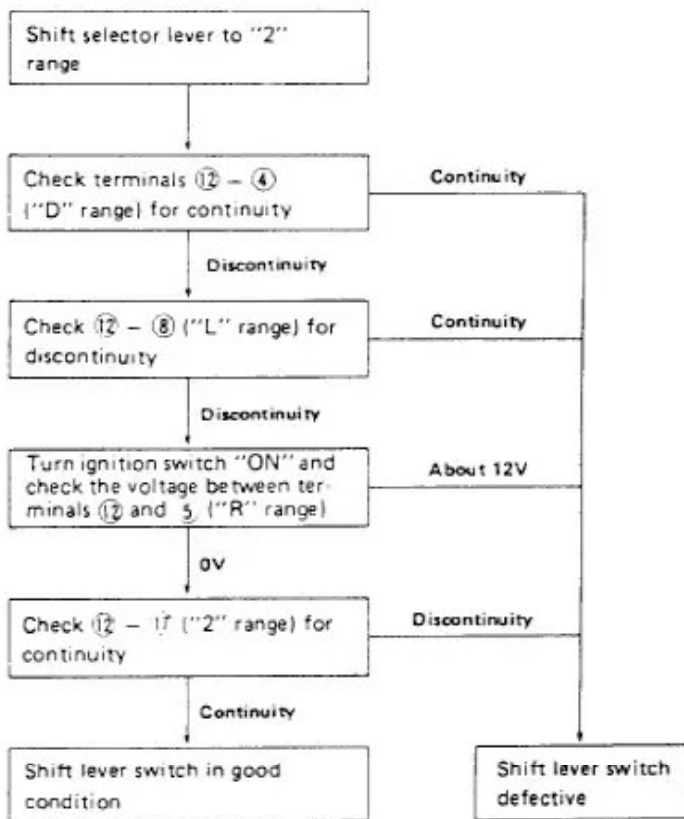 Shift selector lever to "2"
range
Check terminals ⑫ – ④
("D" range) for continuity
Continuity
Discontinuity
Check ⑫ – ⑧ ("L" range) for
discontinuity
Continuity
Discontinuity
Turn ignition switch "ON" and
check the voltage between ter-
minals ⑫ and 5 ("R" range)
About 12V
0V
Check ⑫ – ("2" range) for
continuity
Discontinuity
Continuity
Shift lever switch in good
condition
Shift lever switch
defective